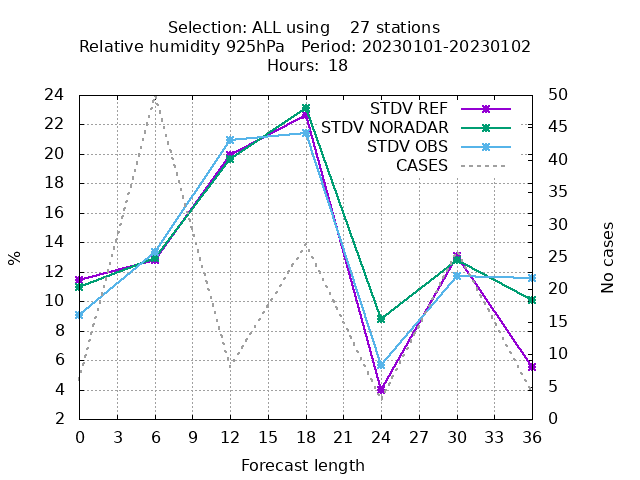 Selection: ALL using    27 stations
Relative humidity 925hPa   Period: 20230101-20230102
Hours:  18
24
22
20
18
16
14
12
10
8
6
4
2
%
STDV REF
STDV NORADAR
STDV OBS
CASES
50
45
40
35
30
25
20
15
10
5
0
No cases
0 3 6 9 12 15 18 21 24 27 30 33 36
Forecast length